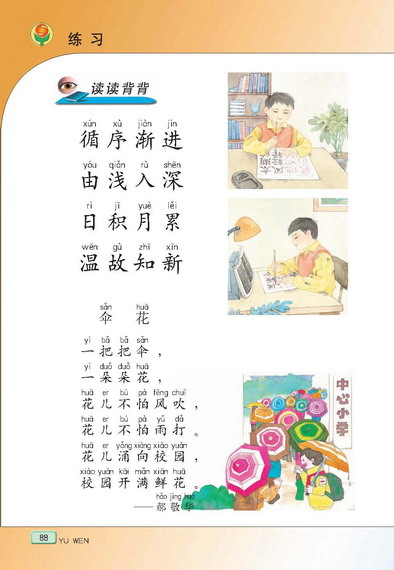 练习
读读背背
xún xù jiàn jìn
循序渐进
yóu qiǎn rù shēn
由浅入深
rì jī yuè lěi
日积月累
wēn gù zhī xīn
温故知新
sǎn huā
伞花
yì bǎ bǎ sǎn
一把把伞，
yì duǒ duǒ huā
一朵朵花，
huā er bú pà fēng chuī
花儿不怕风吹，
huā er bú pà yǔ dǎ
花儿不怕雨打。
huā er yǒng xiàng xiào yuán
花儿涌向校园，
xiào yuán kāi mǎn xiān huā
校园开满鲜花。
hǎo jìng huá
——郝敬华
中心小学
88 YU WEN